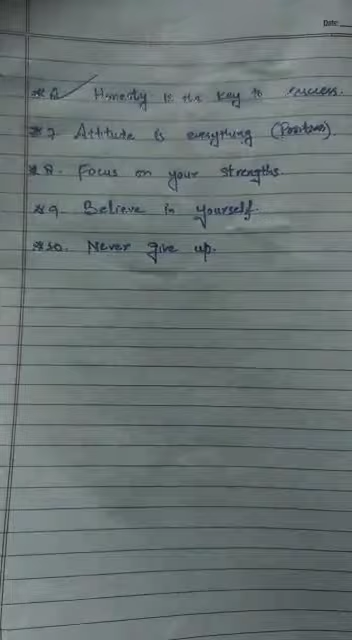 Date:
*6. Honesty is the key to success.
*7. Attitude is everything (Positive).
*8. Focus on your strengths.
*9. Believe in yourself.
*10. Never give up.